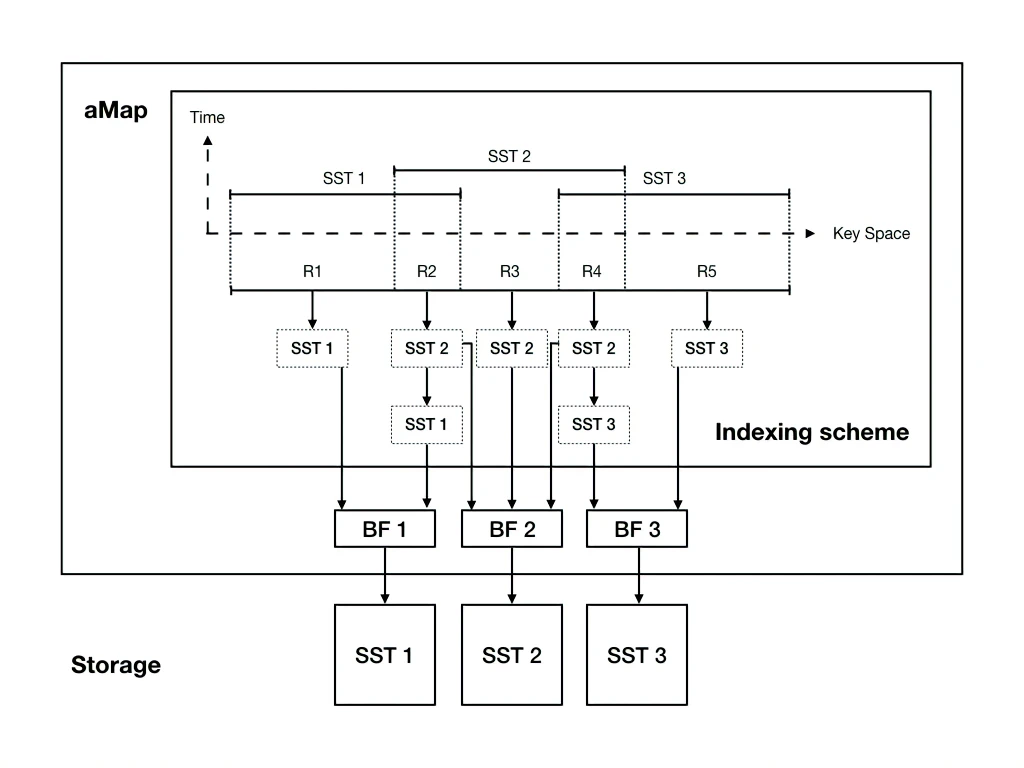 aMap
Time
SST 2
SST 1
SST 3
Key Space
R1
R2
R3
R4
R5
SST 1
SST 2
SST 2
SST 2
SST 3
SST 1
SST 3
Indexing scheme
BF 1
BF 2
BF 3
Storage
SST 1
SST 2
SST 3